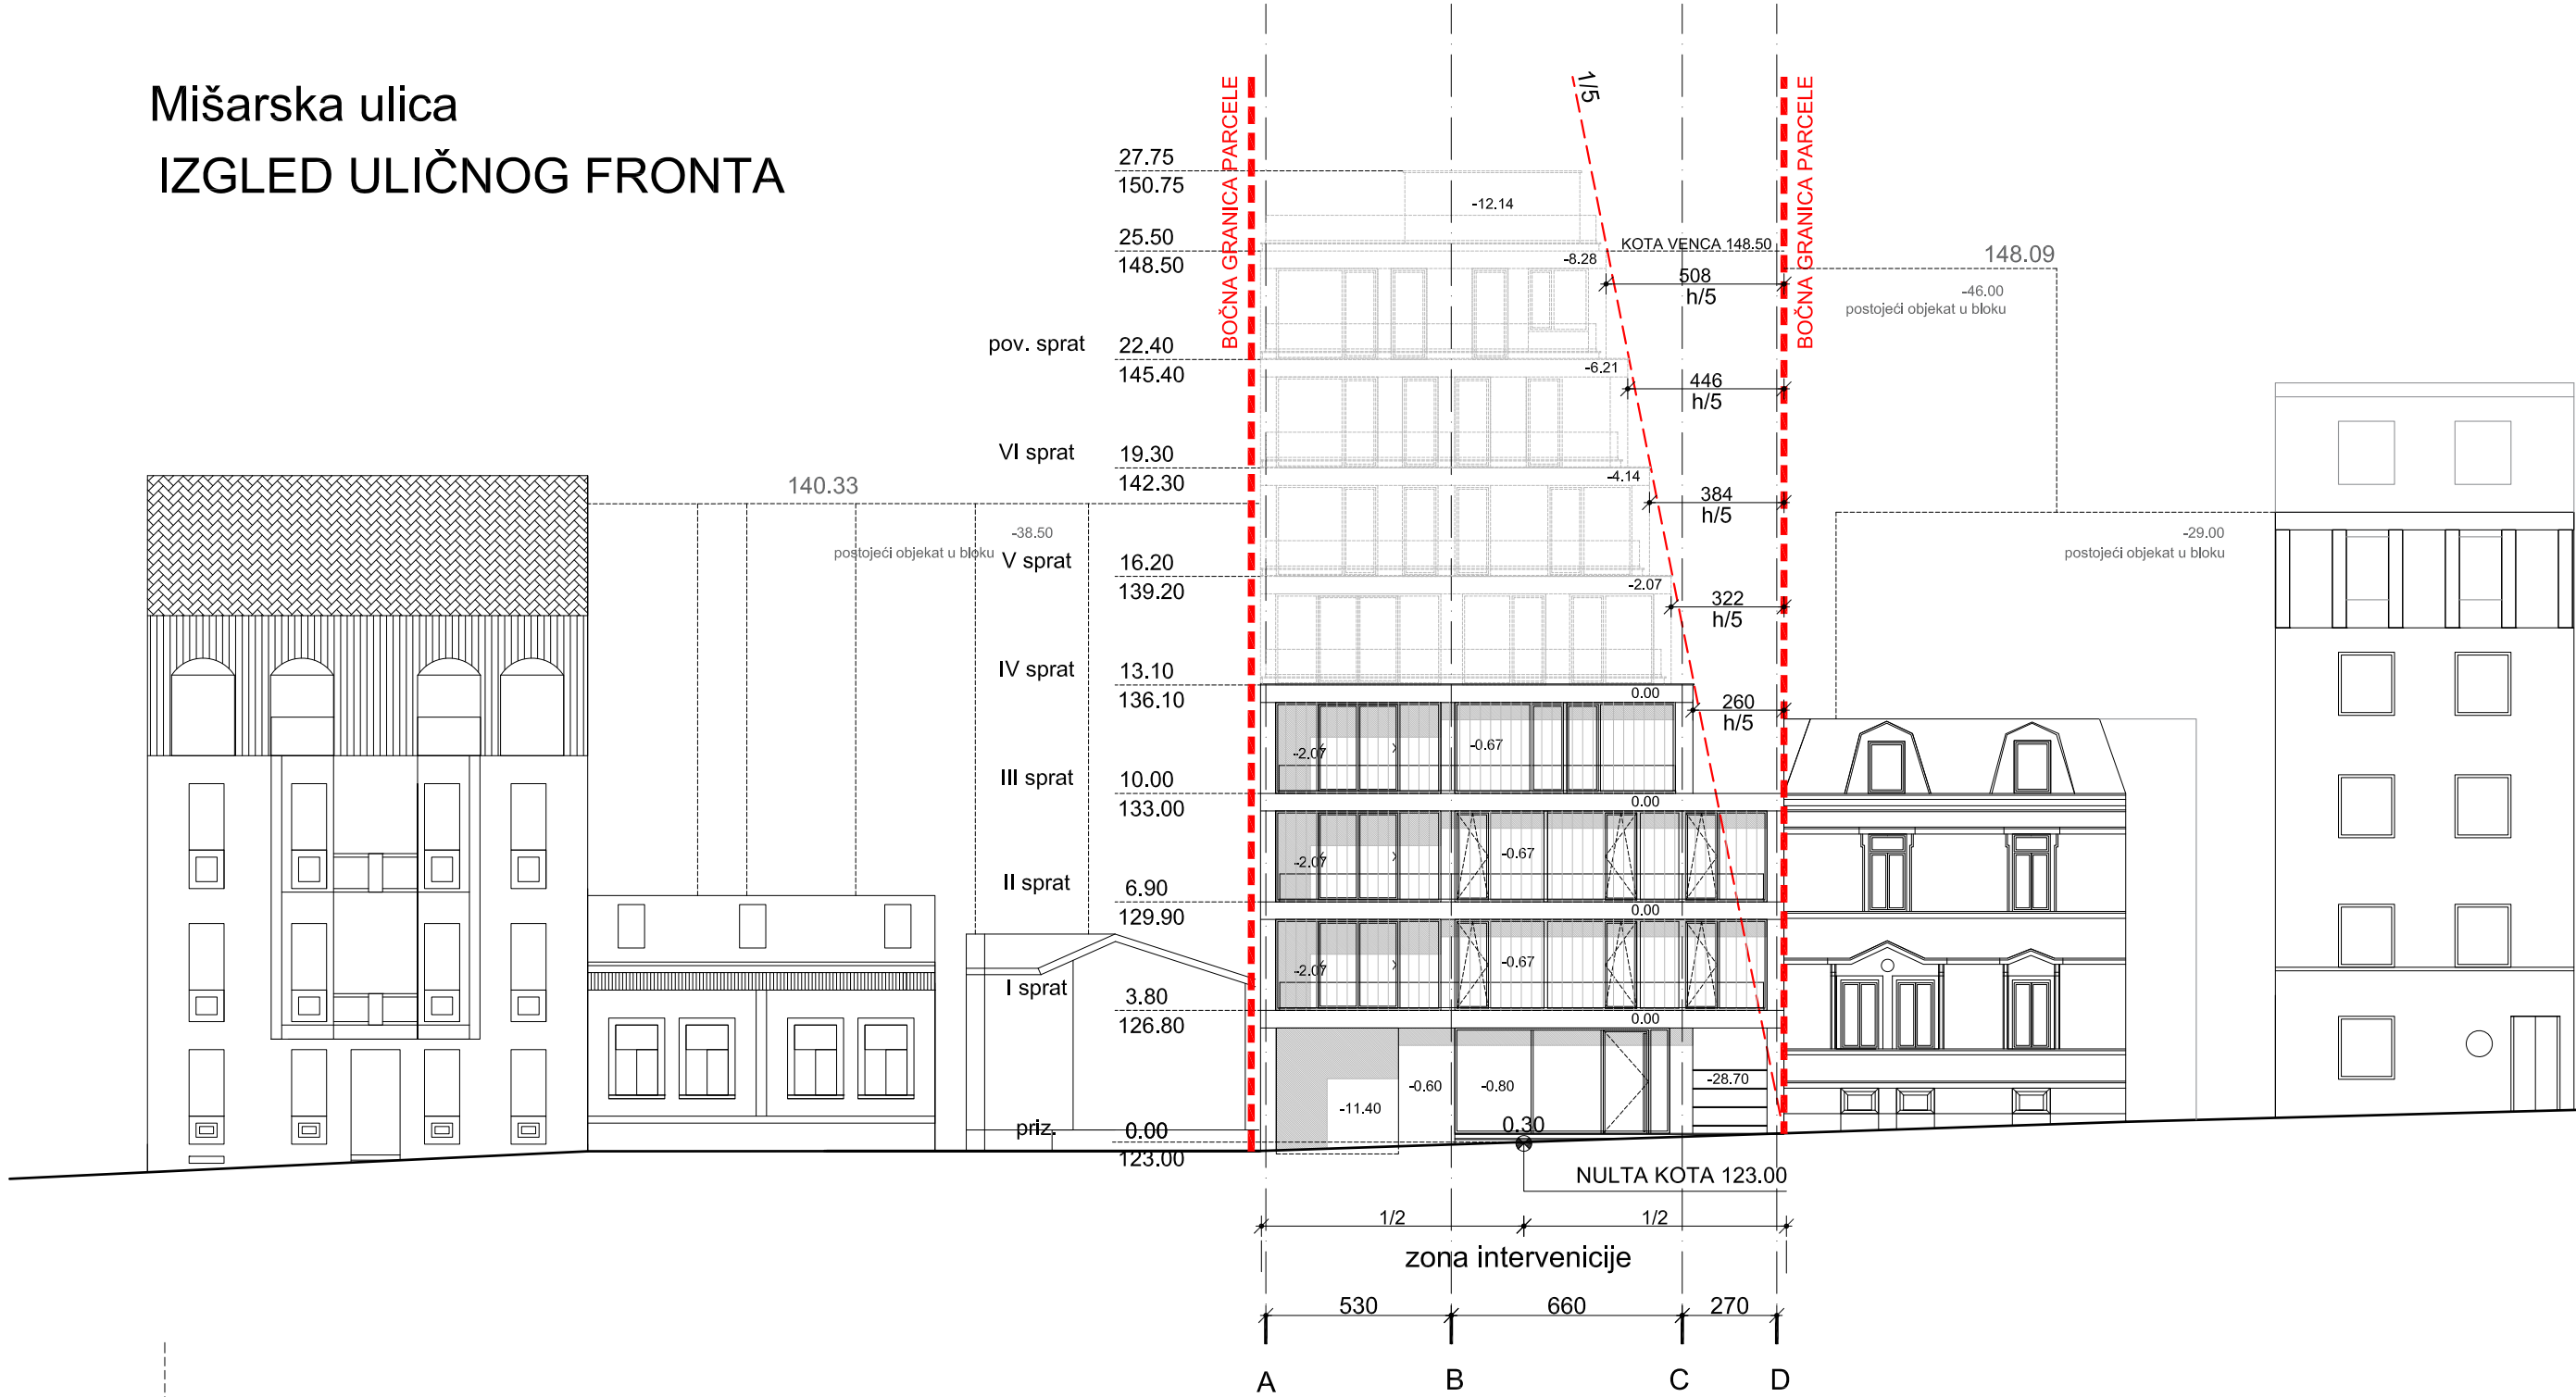 Mišarska ulica
IZGLED ULIČNOG FRONTA
BOČNA GRANICA PARCELE
1/5
BOČNA GRANICA PARCELE
27.75
150.75
-12.14
25.50
148.50
KOTA VENCA 148.50
-8.28
508
h/5
148.09
-46.00
postojeći objekat u bloku
pov. sprat
22.40
145.40
-6.21
446
h/5
VI sprat
19.30
142.30
-4.14
384
h/5
140.33
-38.50
postojeći objekat u bloku
-29.00
postojeći objekat u bloku
V sprat
16.20
139.20
-2.07
322
h/5
IV sprat
13.10
136.10
0.00
260
h/5
-2.07
-0.67
III sprat
10.00
133.00
0.00
-2.07
-0.67
II sprat
6.90
129.90
0.00
-2.07
-0.67
I sprat
3.80
126.80
0.00
-0.60
-0.80
-28.70
-11.40
priz.
0.00
123.00
0.30
NULTA KOTA 123.00
1/2
1/2
zona intervenicije
530
660
270
A
B
C
D